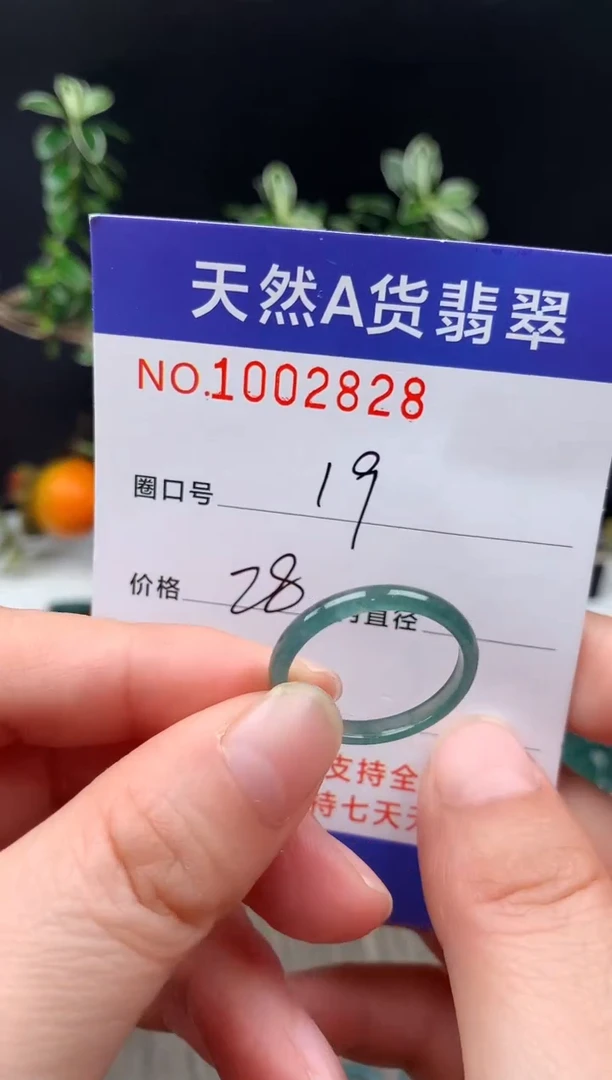 天然A货翡翠
NO.1002828
圈口号 19
价格 28 直径
支持全
持七天